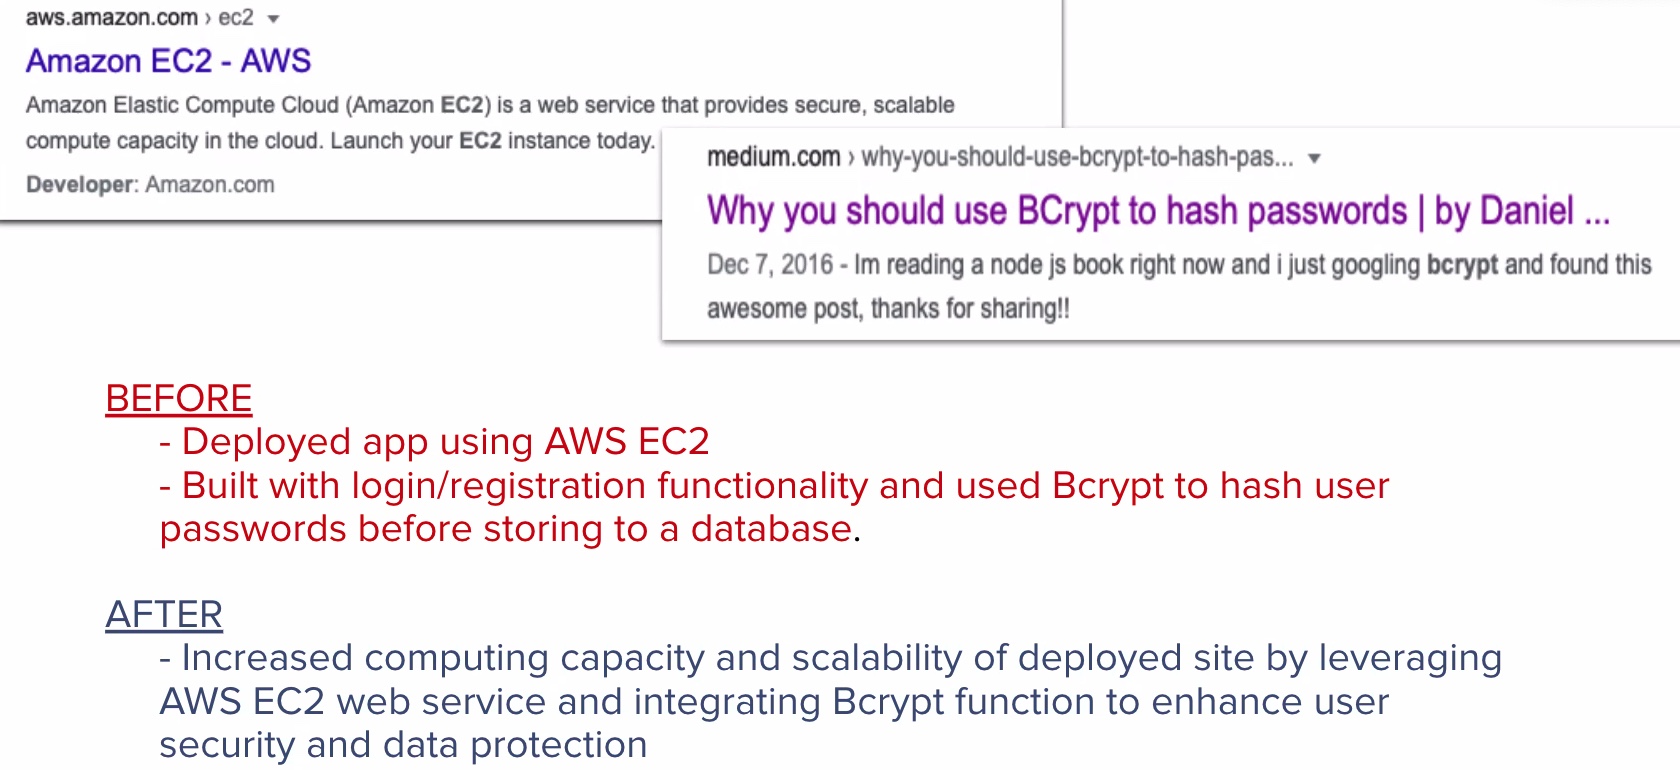 aws.amazon.com › ec2
Amazon EC2 - AWS
Amazon Elastic Compute Cloud (Amazon EC2) is a web service that provides secure, scalable
compute capacity in the cloud. Launch your EC2 instance today.
Developer: Amazon.com
medium.com › why-you-should-use-bcrypt-to-hash-pas...
Why you should use BCrypt to hash passwords | by Daniel ...
Dec 7, 2016 - Im reading a node js book right now and i just googling bcrypt and found this
awesome post, thanks for sharing!!
BEFORE
- Deployed app using AWS EC2
- Built with login/registration functionality and used Bcrypt to hash user
passwords before storing to a database.
AFTER
- Increased computing capacity and scalability of deployed site by leveraging
AWS EC2 web service and integrating Bcrypt function to enhance user
security and data protection